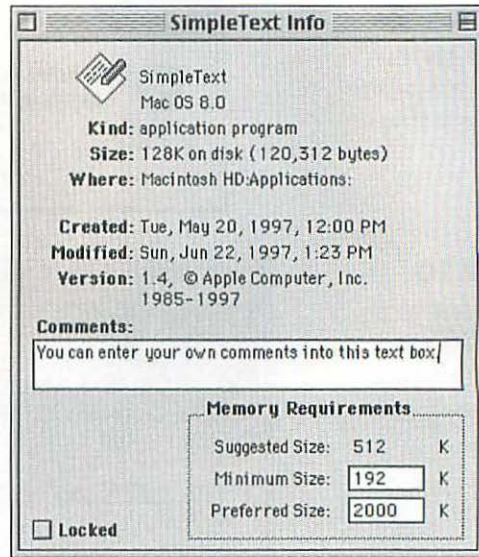 SimpleText Info
SimpleText
Mac OS 8.0
Kind: application program
Size: 128K on disk (120,312 bytes)
Where: Macintosh HD:Applications:
Created: Tue, May 20, 1997, 12:00 PM
Modified: Sun, Jun 22, 1997, 1:23 PM
Version: 1.4, © Apple Computer, Inc.
1985-1997
Comments:
You can enter your own comments into this text box.
Memory Requirements
Suggested Size: 512 K
Minimum Size: 192 K
Preferred Size: 2000 K
Locked